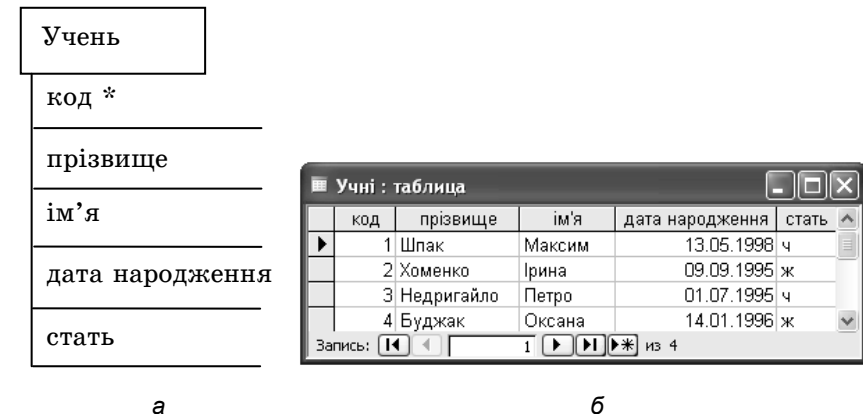 Учень
код *
прізвище
ім’я
дата народження
стать
а
Учні : таблица
код прізвище ім'я дата народження стать
1 Шпак Максим 13.05.1998 ч
2 Хоменко Ірина 09.09.1995 ж
3 Недригайло Петро 01.07.1995 ч
4 Буджак Оксана 14.01.1996 ж
Запись: 1 из 4
б